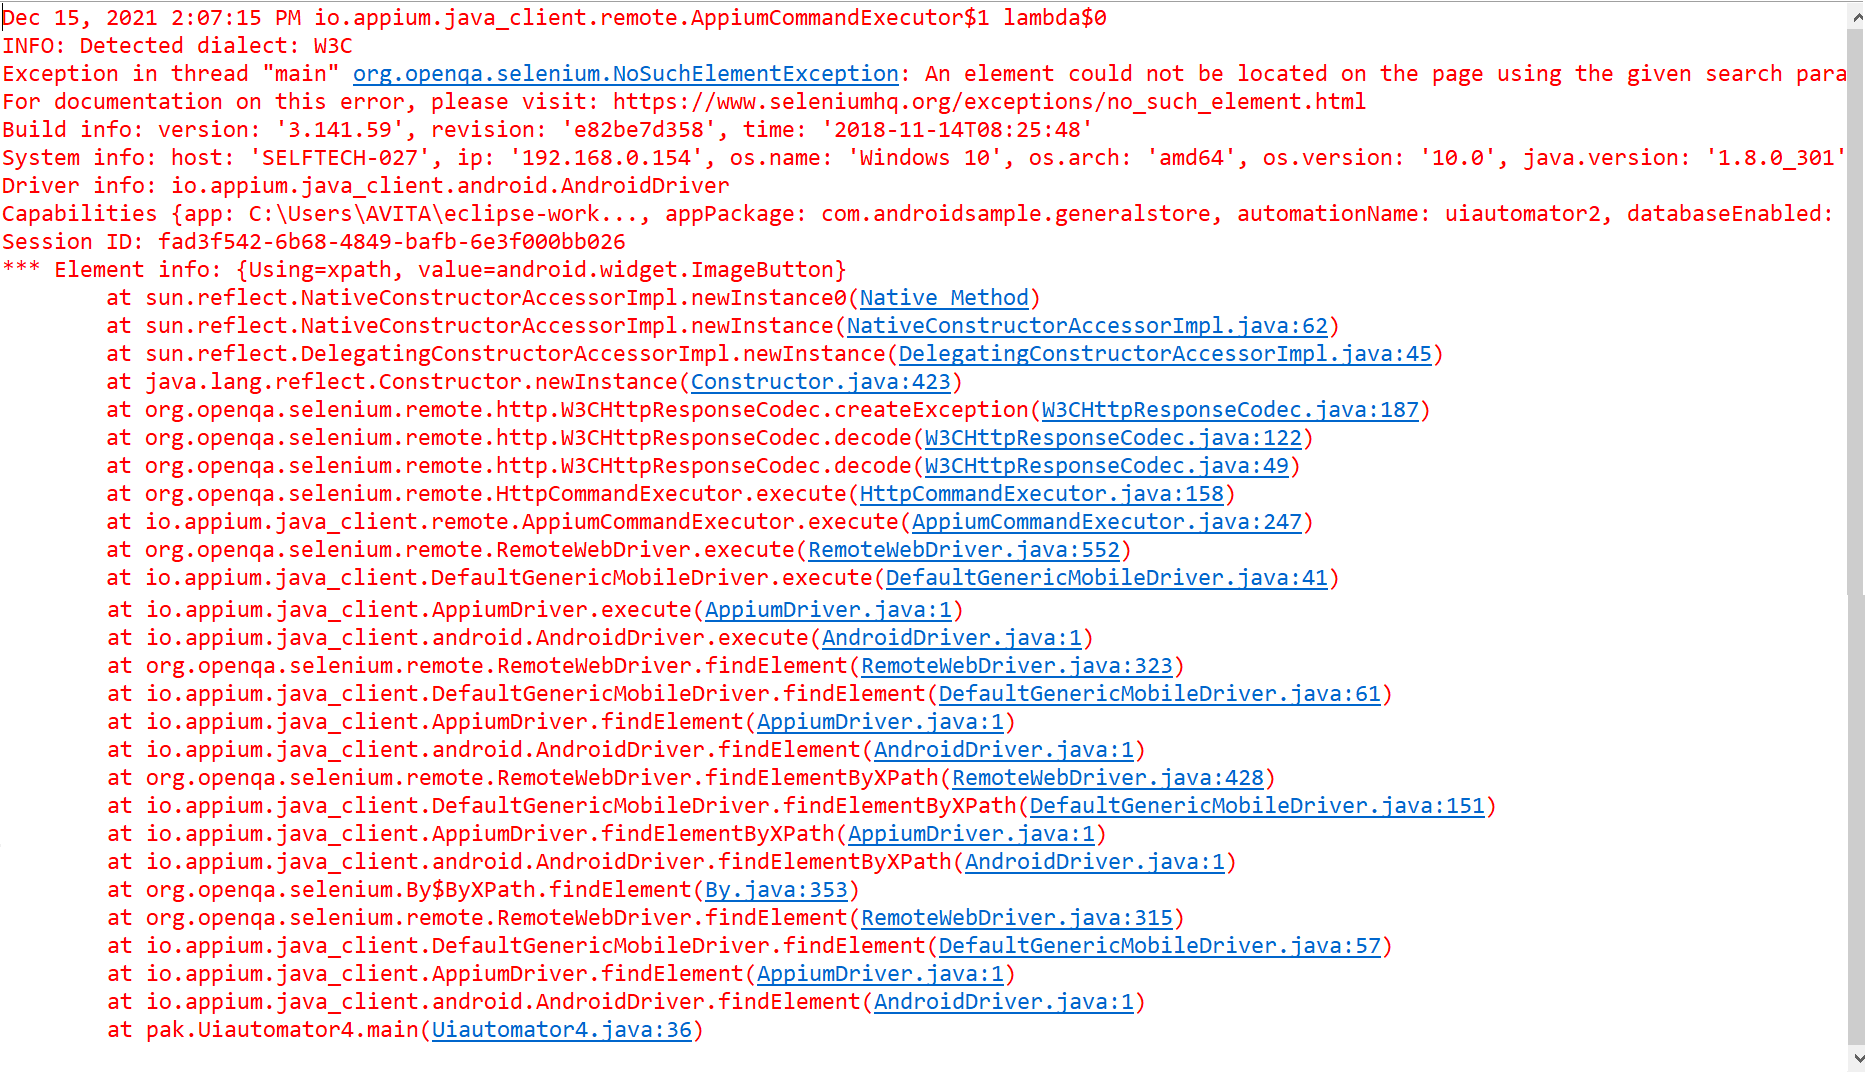 Dec 15, 2021 2:07:15 PM io.appium.java_client.remote.AppiumCommandExecutor$1 lambda$0
INFO: Detected dialect: W3C
Exception in thread "main" org.openqa.selenium.NoSuchElementException: An element could not be located on the page using the given search para
For documentation on this error, please visit: https://www.seleniumhq.org/exceptions/no_such_element.html
Build info: version: '3.141.59', revision: 'e82be7d358', time: '2018-11-14T08:25:48'
System info: host: 'SELFTECH-027', ip: '192.168.0.154', os.name: 'Windows 10', os.arch: 'amd64', os.version: '10.0', java.version: '1.8.0_301'
Driver info: io.appium.java_client.android.AndroidDriver
Capabilities {app: C:\Users\AVITA\eclipse-work..., appPackage: com.androidsample.generalstore, automationName: uiautomator2, databaseEnabled:
Session ID: fad3f542-6b68-4849-bafb-6e3f000bb026
*** Element info: {Using=xpath, value=android.widget.ImageButton}
at sun.reflect.NativeConstructorAccessorImpl.newInstance0(Native Method)
at sun.reflect.NativeConstructorAccessorImpl.newInstance(NativeConstructorAccessorImpl.java:62)
at sun.reflect.DelegatingConstructorAccessorImpl.newInstance(DelegatingConstructorAccessorImpl.java:45)
at java.lang.reflect.Constructor.newInstance(Constructor.java:423)
at org.openqa.selenium.remote.http.W3CHttpResponseCodec.createException(W3CHttpResponseCodec.java:187)
at org.openqa.selenium.remote.http.W3CHttpResponseCodec.decode(W3CHttpResponseCodec.java:122)
at org.openqa.selenium.remote.http.W3CHttpResponseCodec.decode(W3CHttpResponseCodec.java:49)
at org.openqa.selenium.remote.HttpCommandExecutor.execute(HttpCommandExecutor.java:158)
at io.appium.java_client.remote.AppiumCommandExecutor.execute(AppiumCommandExecutor.java:247)
at org.openqa.selenium.remote.RemoteWebDriver.execute(RemoteWebDriver.java:552)
at io.appium.java_client.DefaultGenericMobileDriver.execute(DefaultGenericMobileDriver.java:41)
at io.appium.java_client.AppiumDriver.execute(AppiumDriver.java:1)
at io.appium.java_client.android.AndroidDriver.execute(AndroidDriver.java:1)
at org.openqa.selenium.remote.RemoteWebDriver.findElement(RemoteWebDriver.java:323)
at io.appium.java_client.DefaultGenericMobileDriver.findElement(DefaultGenericMobileDriver.java:61)
at io.appium.java_client.AppiumDriver.findElement(AppiumDriver.java:1)
at io.appium.java_client.android.AndroidDriver.findElement(AndroidDriver.java:1)
at org.openqa.selenium.remote.RemoteWebDriver.findElementByXPath(RemoteWebDriver.java:428)
at io.appium.java_client.DefaultGenericMobileDriver.findElementByXPath(DefaultGenericMobileDriver.java:151)
at io.appium.java_client.AppiumDriver.findElementByXPath(AppiumDriver.java:1)
at io.appium.java_client.android.AndroidDriver.findElementByXPath(AndroidDriver.java:1)
at org.openqa.selenium.By$ByXPath.findElement(By.java:353)
at org.openqa.selenium.remote.RemoteWebDriver.findElement(RemoteWebDriver.java:315)
at io.appium.java_client.DefaultGenericMobileDriver.findElement(DefaultGenericMobileDriver.java:57)
at io.appium.java_client.AppiumDriver.findElement(AppiumDriver.java:1)
at io.appium.java_client.android.AndroidDriver.findElement(AndroidDriver.java:1)
at pak.Uiautomator4.main(Uiautomator4.java:36)